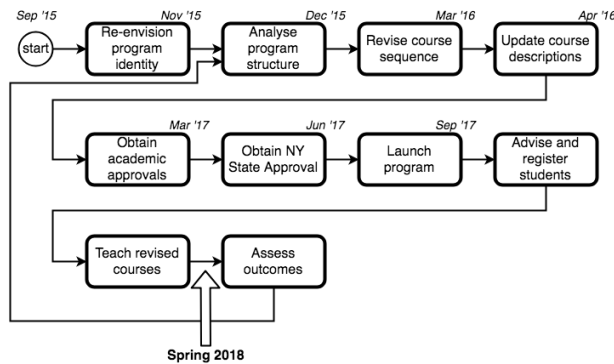 Sep '15
Nov '15
Dec '15
Mar '16
Apr '16
start
Re-envision
program
identity
Analyse
program
structure
Revise course
sequence
Update course
descriptions
Mar '17
Jun '17
Sep '17
Obtain
academic
approvals
Obtain NY
State Approval
Launch
program
Advise and
register
students
Teach revised
courses
Assess
outcomes
Spring 2018